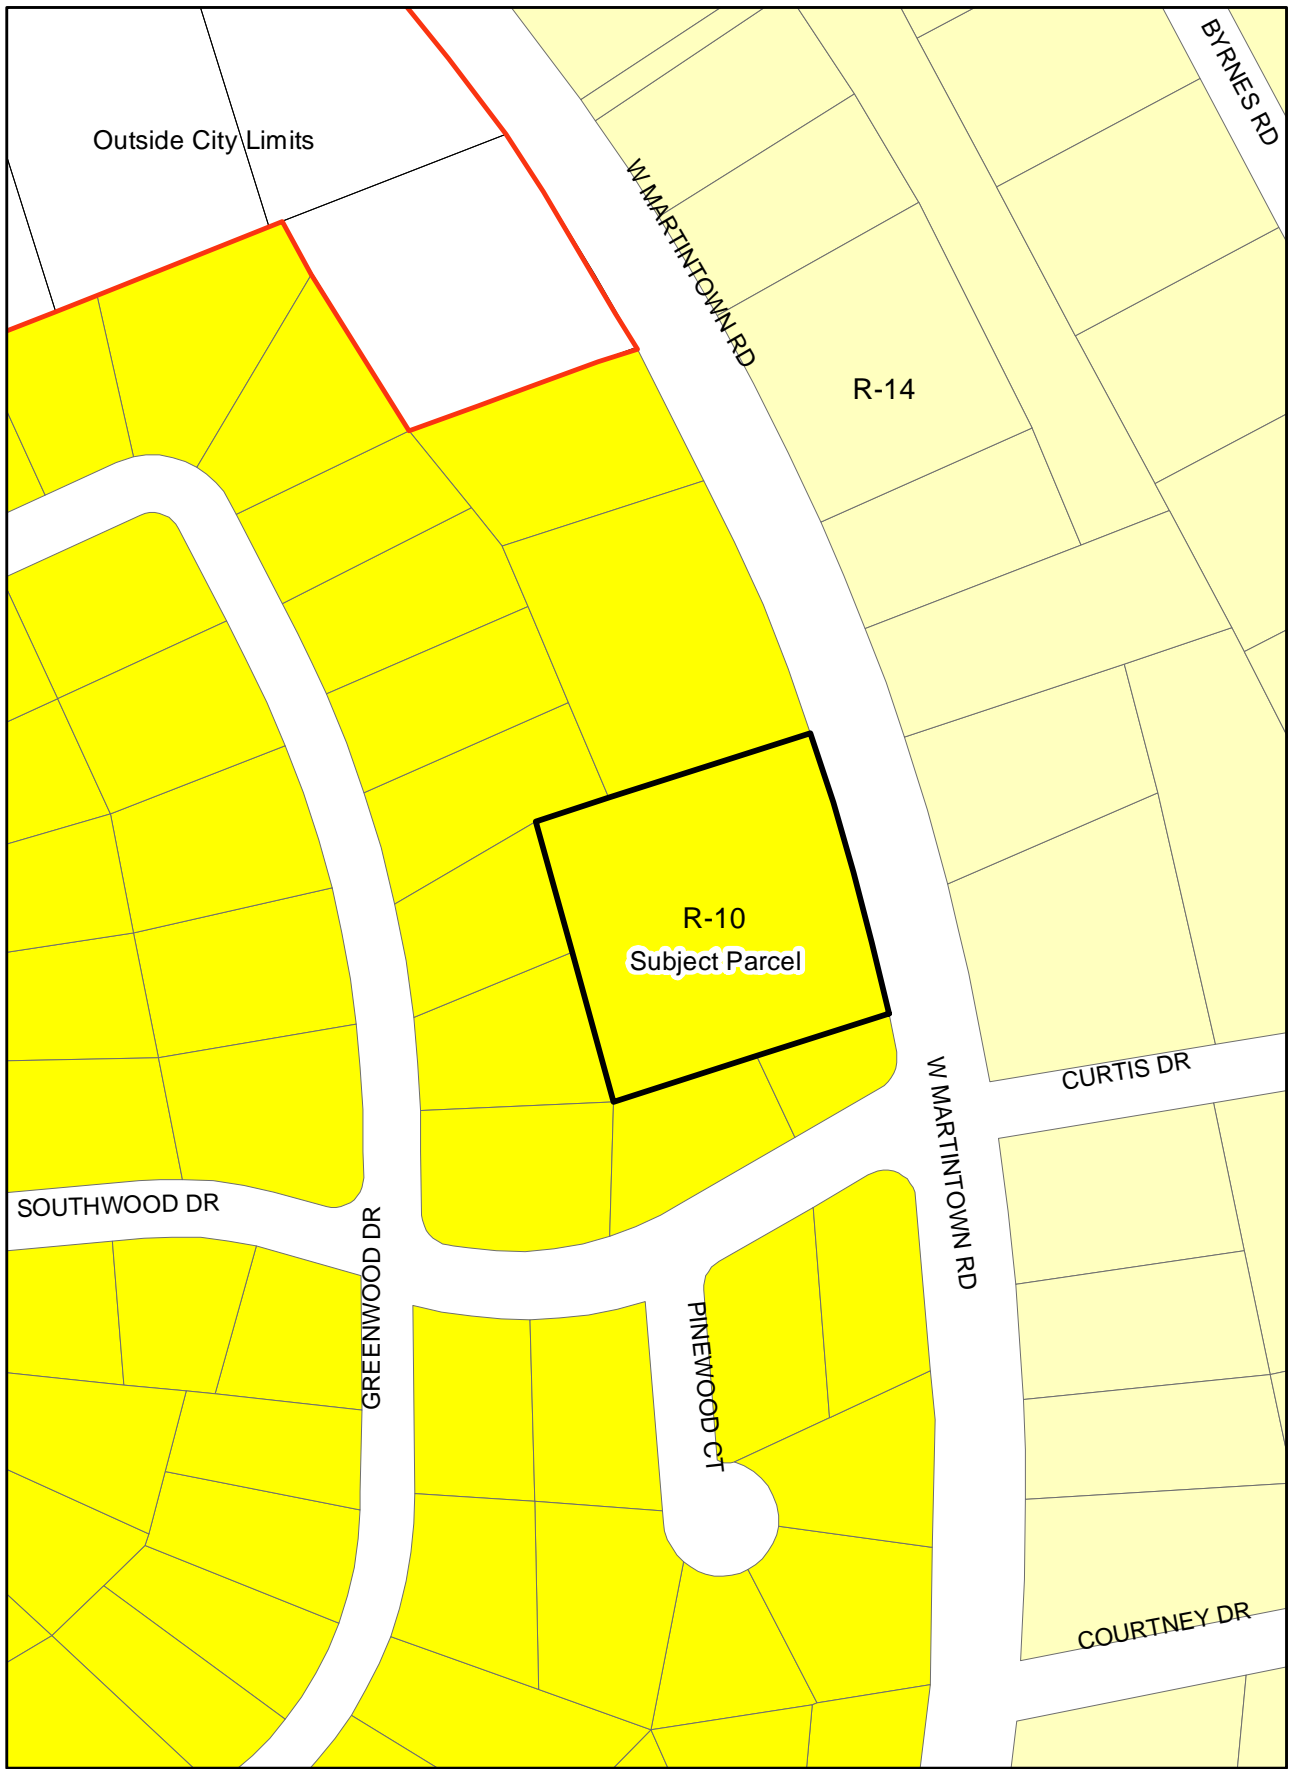 BYRNES RD
Outside City Limits
W MARTINTOWN RD
R-14
R-10
Subject Parcel
W MARTINTOWN RD
CURTIS DR
SOUTHWOOD DR
GREENWOOD DR
PINEWOOD CT
COURTNEY DR